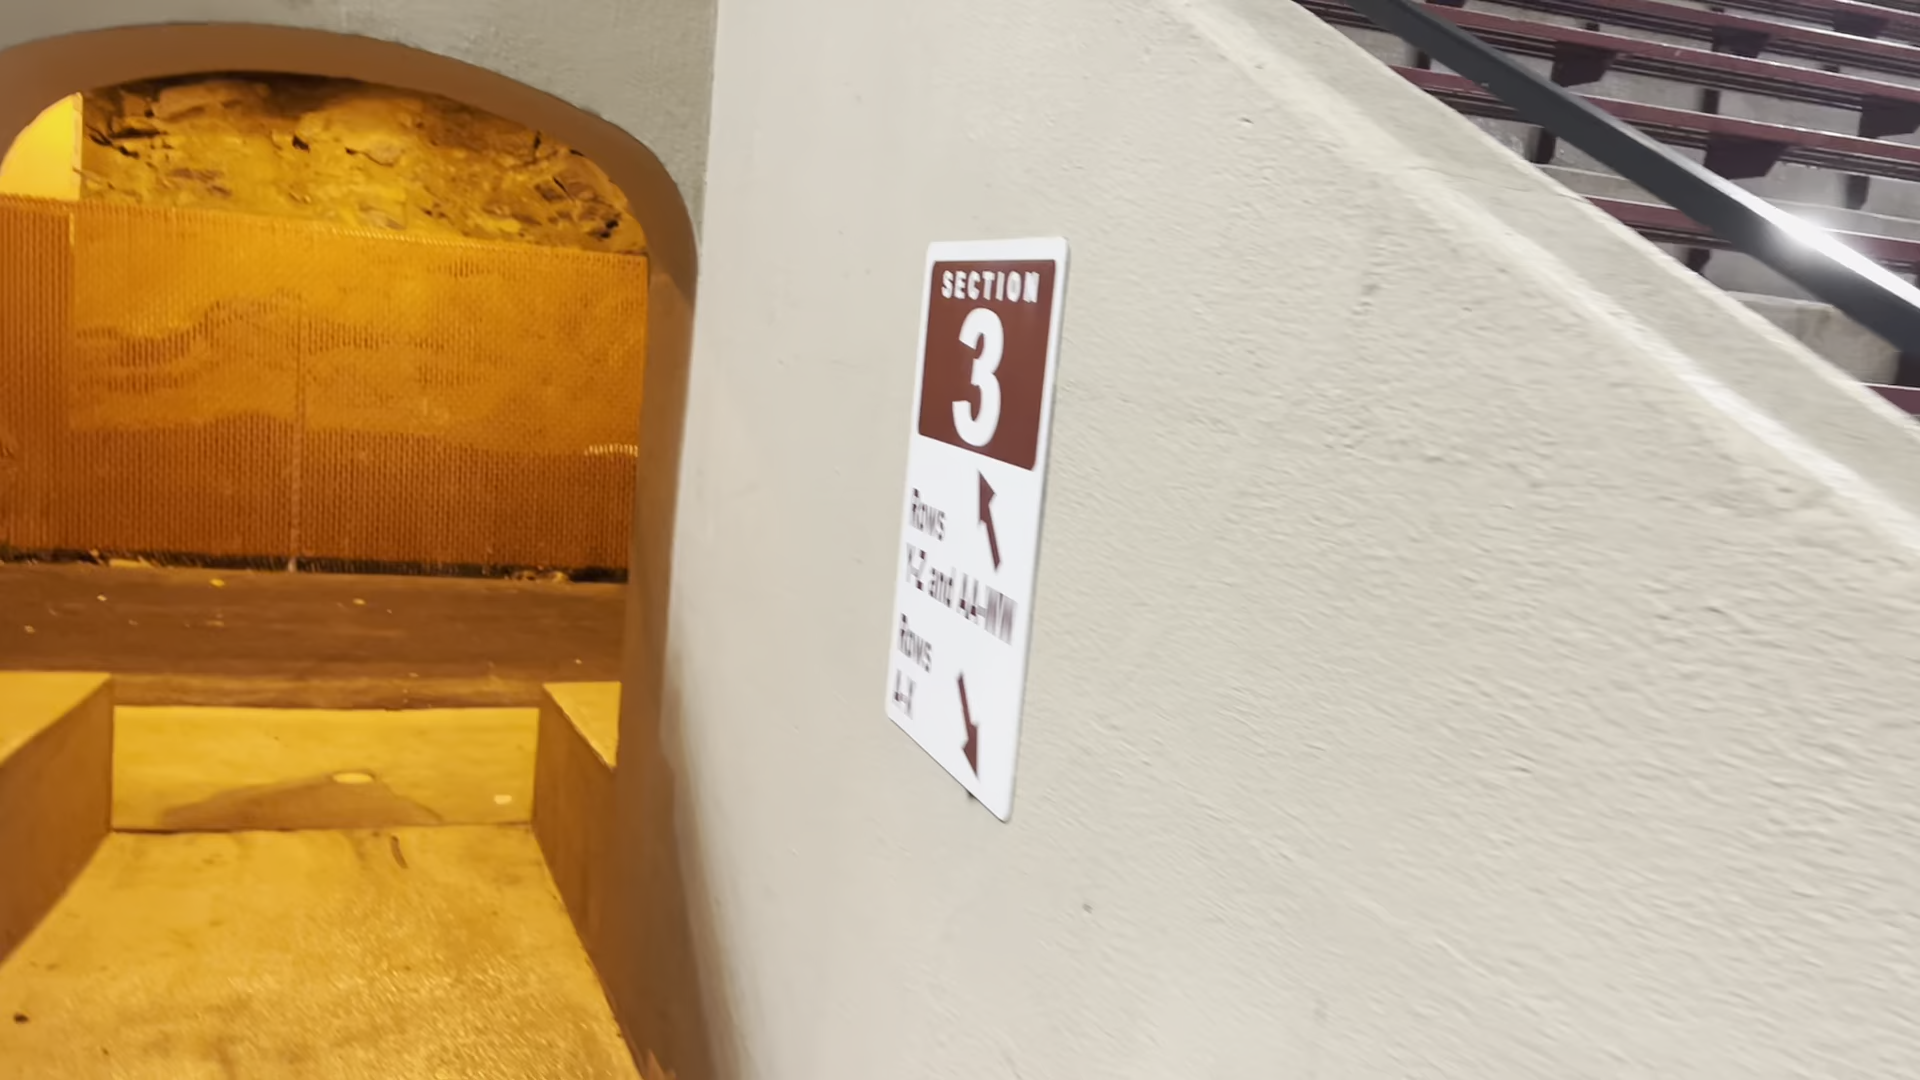 SECTION
3
Rows
Y-Z and AA-WW
Rows
A-X